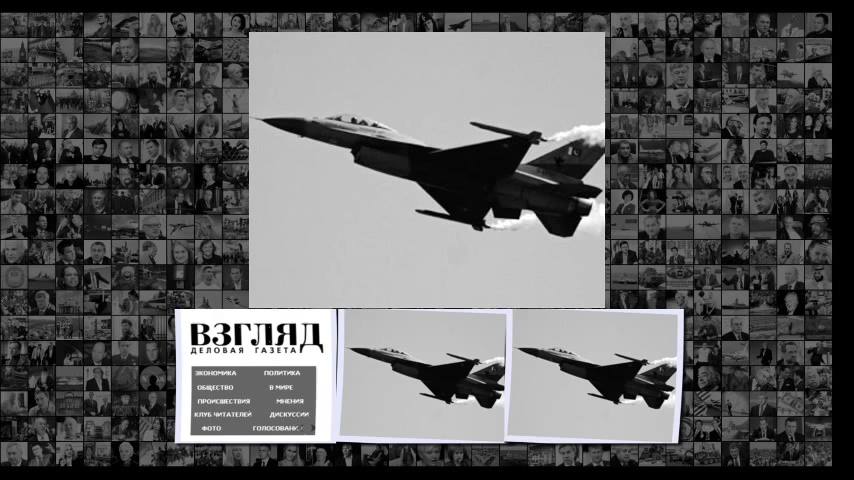 ВЗГЛЯД
ДЕЛОВАЯ ГАЗЕТА
ЭКОНОМИКА ПОЛИТИКА
ОБЩЕСТВО В МИРЕ
ПРОИСШЕСТВИЯ МНЕНИЯ
КЛУБ ЧИТАТЕЛЕЙ ДИСКУССИИ
ФОТО